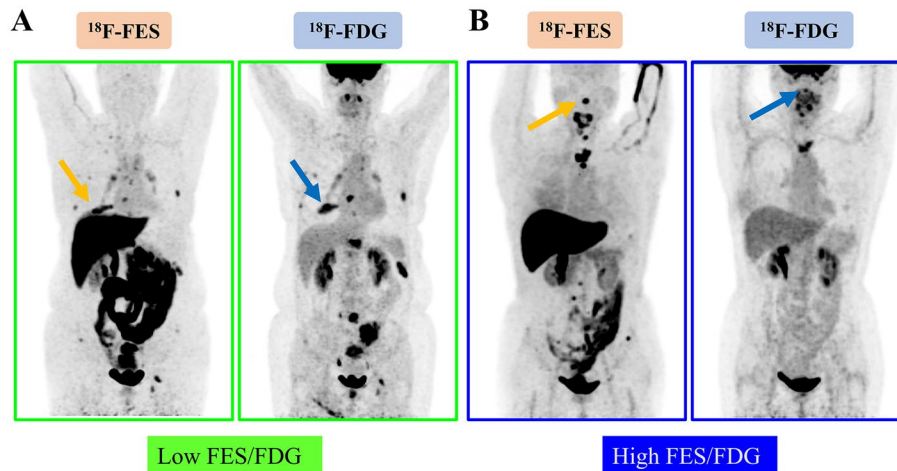 A
¹⁸F-FES
¹⁸F-FDG
B
¹⁸F-FES
¹⁸F-FDG
Low FES/FDG
High FES/FDG